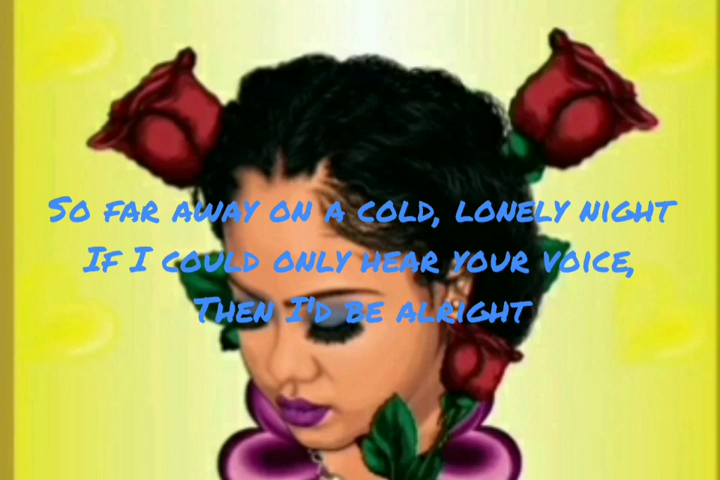 So far away on a cold, lonely night
If I could only hear your voice,
Then I'd be alright